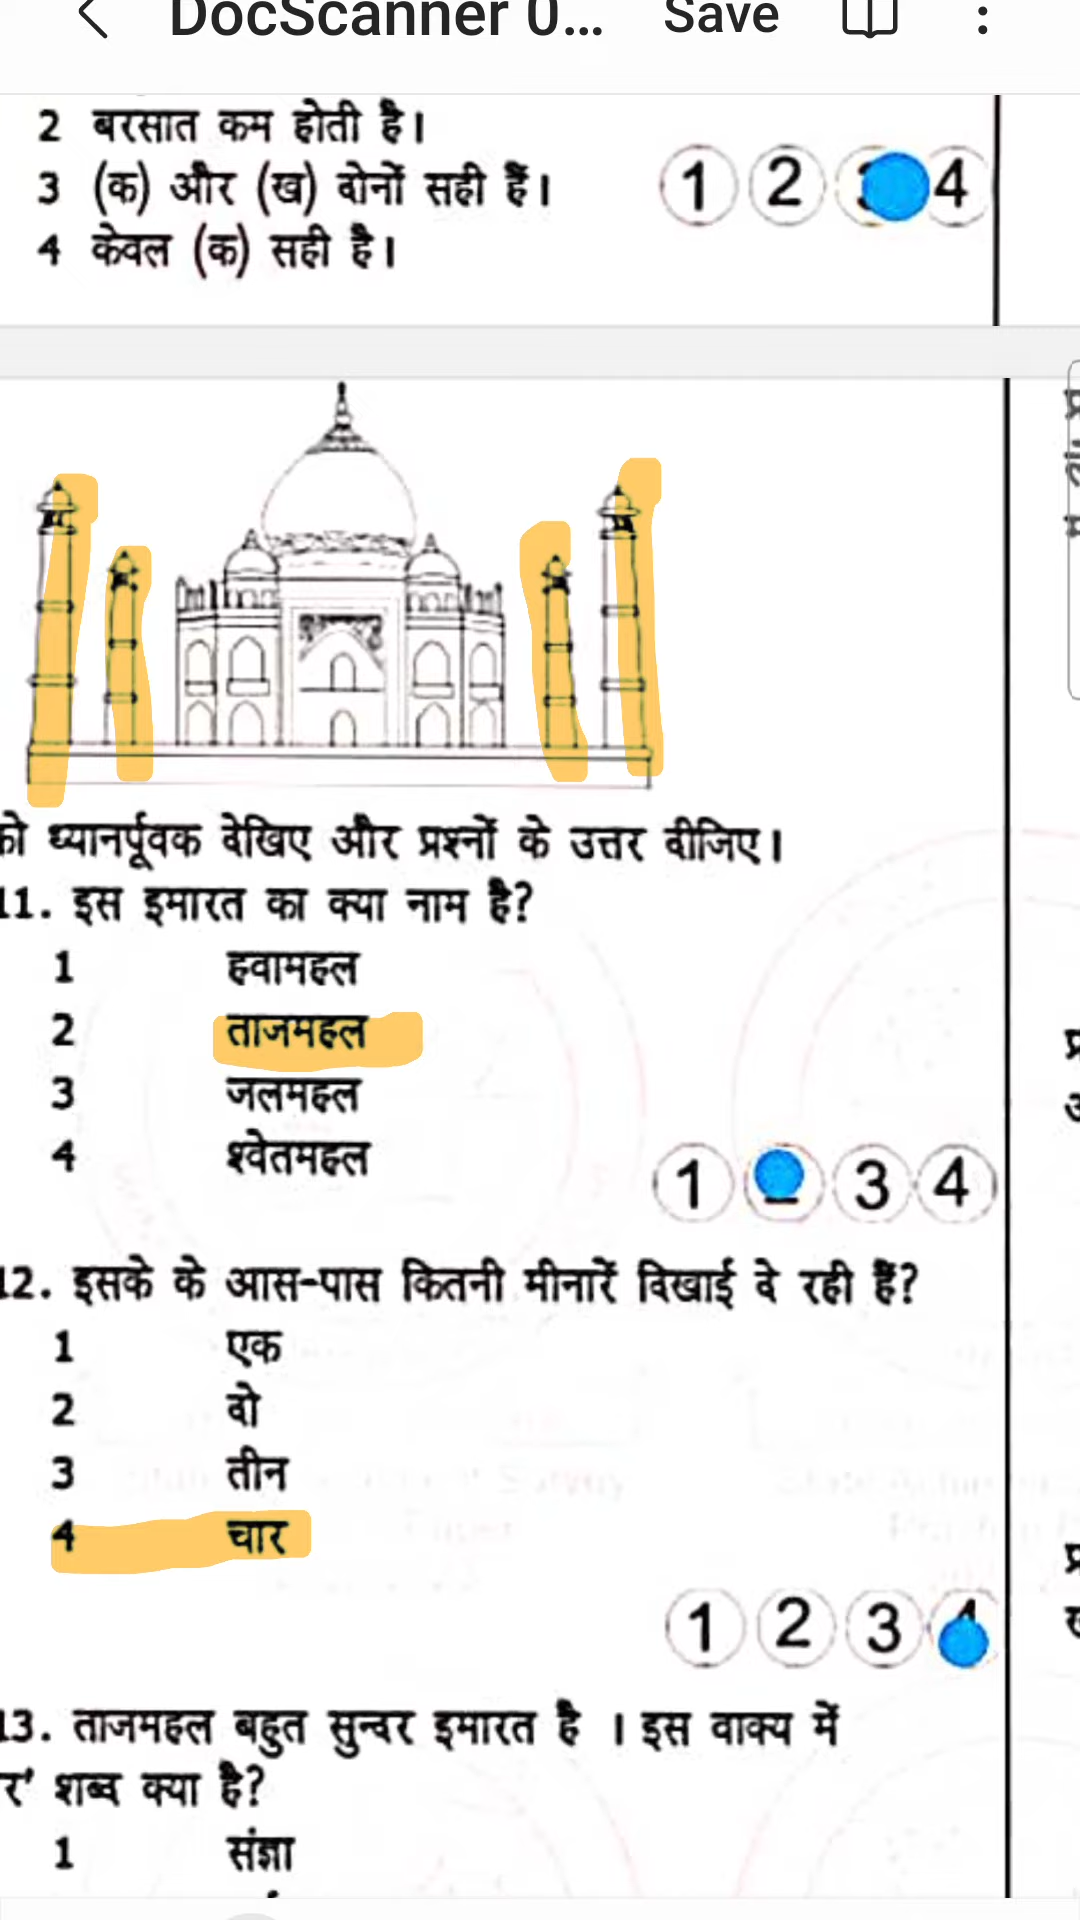 DocScanner 0... Save
2 बरसात कम होती है।
3 (क) और (ख) दोनों सही हैं।
1 2 4
4 केवल (क) सही है।
को ध्यानर्पूवक देखिए और प्रश्नों के उत्तर दीजिए।
11. इस इमारत का क्या नाम है?
1 हवामहल
2 ताजमहल
3 जलमहल
4 श्वेतमहल
1 3 4
12. इसके के आस-पास कितनी मीनारें दिखाई दे रही हैं?
1 एक
2 दो
3 तीन
4 चार
1 2 3 4
13. ताजमहल बहुत सुन्दर इमारत है । इस वाक्य में
र' शब्द क्या है?
1 संज्ञा